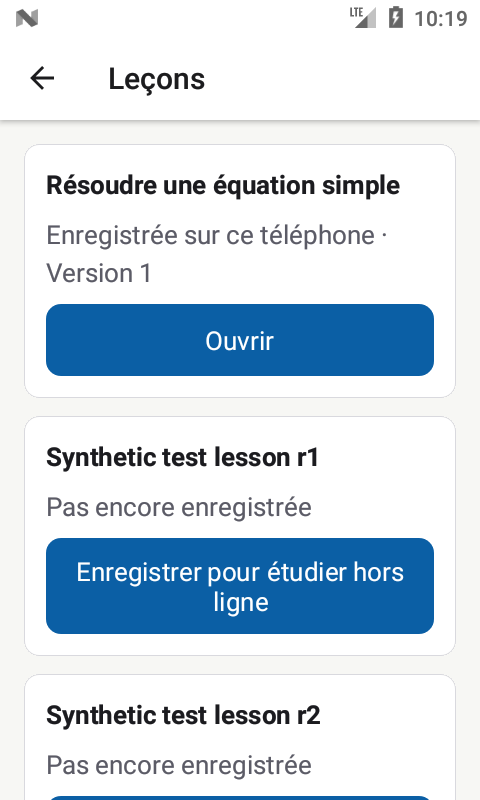 LTE 10:19
Leçons
Résoudre une équation simple
Enregistrée sur ce téléphone ·
Version 1
Ouvrir
Synthetic test lesson r1
Pas encore enregistrée
Enregistrer pour étudier hors
ligne
Synthetic test lesson r2
Pas encore enregistrée